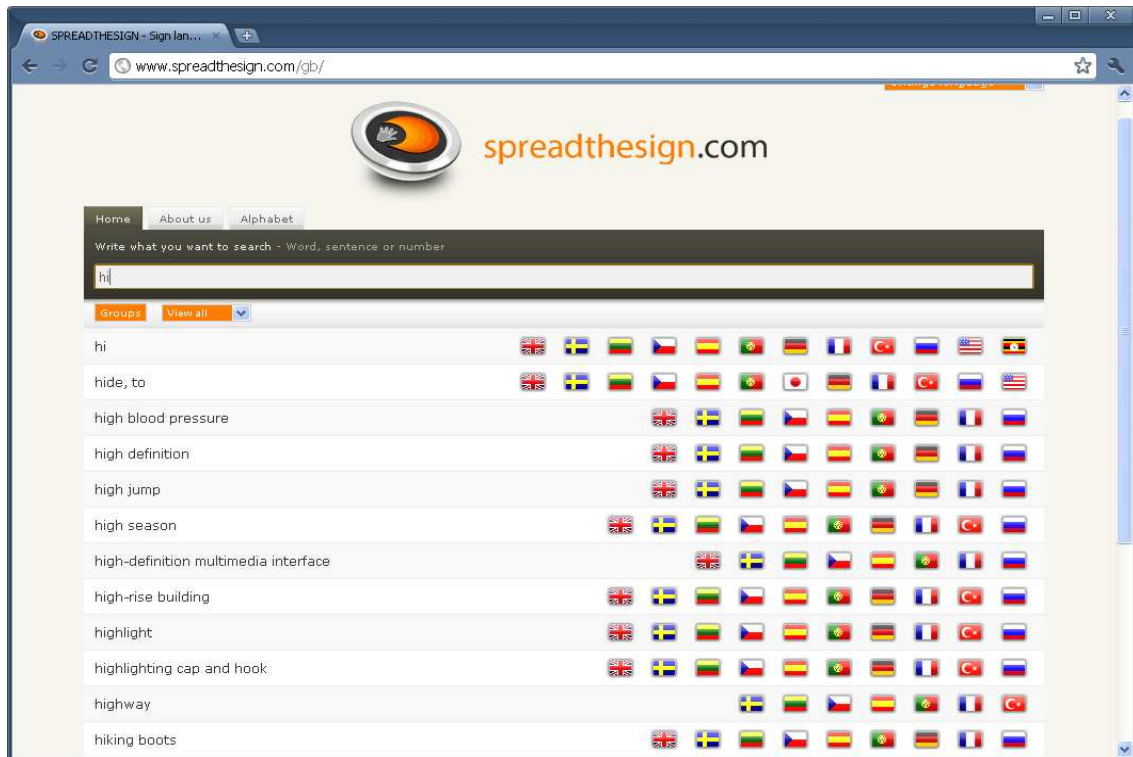 SPREADTHESIGN - Sign lan...
www.spreadthesign.com/gb/
spreadthesign.com
Home About us Alphabet
Write what you want to search - Word, sentence or number
hi
Groups View all
hi
hide, to
high blood pressure
high definition
high jump
high season
high-definition multimedia interface
high-rise building
highlight
highlighting cap and hook
highway
hiking boots